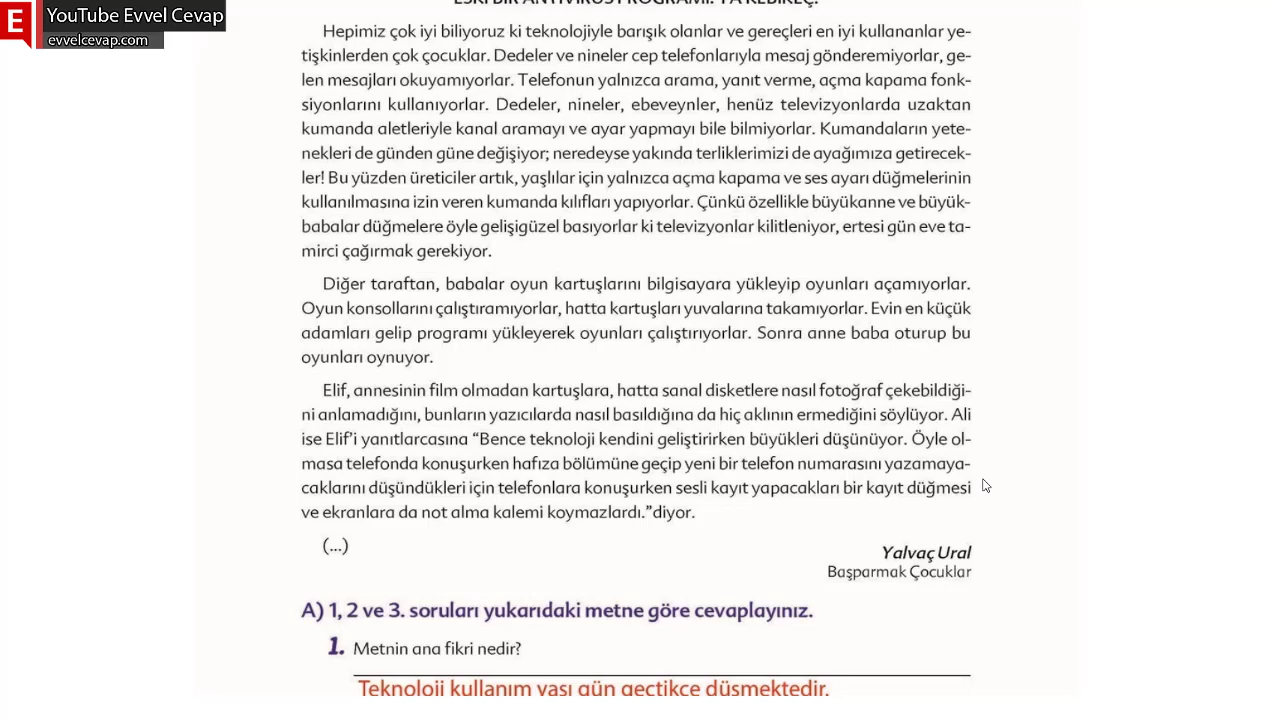 E
YouTube Evvel Cevap
evvelcevap.com
ESKİ BİR ANTİVİRÜS PROGRAMI: YA KEBİKEÇ!
Hepimiz çok iyi biliyoruz ki teknolojiyle barışık olanlar ve gereçleri en iyi kullananlar ye-
tişkinlerden çok çocuklar. Dedeler ve nineler cep telefonlarıyla mesaj gönderemiyorlar, ge-
len mesajları okuyamıyorlar. Telefonun yalnızca arama, yanıt verme, açma kapama fonk-
siyonlarını kullanıyorlar. Dedeler, nineler, ebeveynler, henüz televizyonlarda uzaktan
kumanda aletleriyle kanal aramayı ve ayar yapmayı bile bilmiyorlar. Kumandaların yete-
nekleri de günden güne değişiyor; neredeyse yakında terliklerimizi de ayağımıza getirecek-
ler! Bu yüzden üreticiler artık, yaşlılar için yalnızca açma kapama ve ses ayarı düğmelerinin
kullanılmasına izin veren kumanda kılıfları yapıyorlar. Çünkü özellikle büyükanne ve büyük-
babalar düğmelere öyle gelişigüzel basıyorlar ki televizyonlar kilitleniyor, ertesi gün eve ta-
mirci çağırmak gerekiyor.
Diğer taraftan, babalar oyun kartuşlarını bilgisayara yükleyip oyunları açamıyorlar.
Oyun konsollarını çalıştıramıyorlar, hatta kartuşları yuvalarına takamıyorlar. Evin en küçük
adamları gelip programı yükleyerek oyunları çalıştırıyorlar. Sonra anne baba oturup bu
oyunları oynuyor.
Elif, annesinin film olmadan kartuşlara, hatta sanal disketlere nasıl fotoğraf çekebildiği-
ni anlamadığını, bunların yazıcılarda nasıl basıldığına da hiç aklının ermediğini söylüyor. Ali
ise Elif’i yanıtlarcasına “Bence teknoloji kendini geliştirirken büyükleri düşünüyor. Öyle ol-
masa telefonda konuşurken hafıza bölümüne geçip yeni bir telefon numarasını yazamaya-
caklarını düşündükleri için telefonlara konuşurken sesli kayıt yapacakları bir kayıt düğmesi
ve ekranlara da not alma kalemi koymazlardı.”diyor.
(...)
Yalvaç Ural
Başparmak Çocuklar
A) 1, 2 ve 3. soruları yukarıdaki metne göre cevaplayınız.
1. Metnin ana fikri nedir?
Teknoloji kullanım yaşı gün geçtikçe düşmektedir.